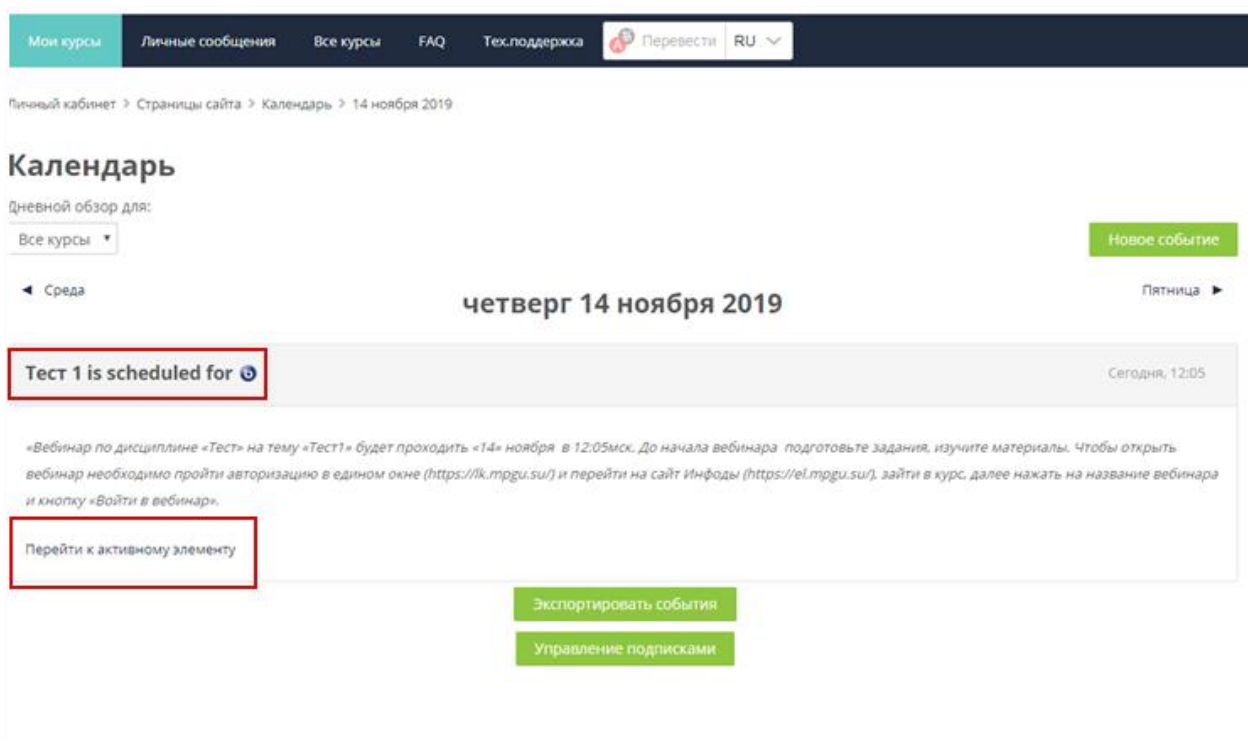 Мои курсы Личные сообщения Все курсы FAQ Тех.поддержка Перевести RU
Личный кабинет > Страницы сайта > Календарь > 14 ноября 2019
Календарь
Дневной обзор для:
Все курсы
Новое событие
◄ Среда
четверг 14 ноября 2019
Пятница ►
Тест 1 is scheduled for
Сегодня, 12:05
«Вебинар по дисциплине «Тест» на тему «Тест1» будет проходить «14» ноября в 12:05мск. До начала вебинара подготовьте задания, изучите материалы. Чтобы открыть
вебинар необходимо пройти авторизацию в едином окне (https://lk.mpgu.su/) и перейти на сайт Инфоды (https://el.mpgu.su/), зайти в курс, далее нажать на название вебинара
и кнопку «Войти в вебинар».
Перейти к активному элементу
Экспортировать события
Управление подписками